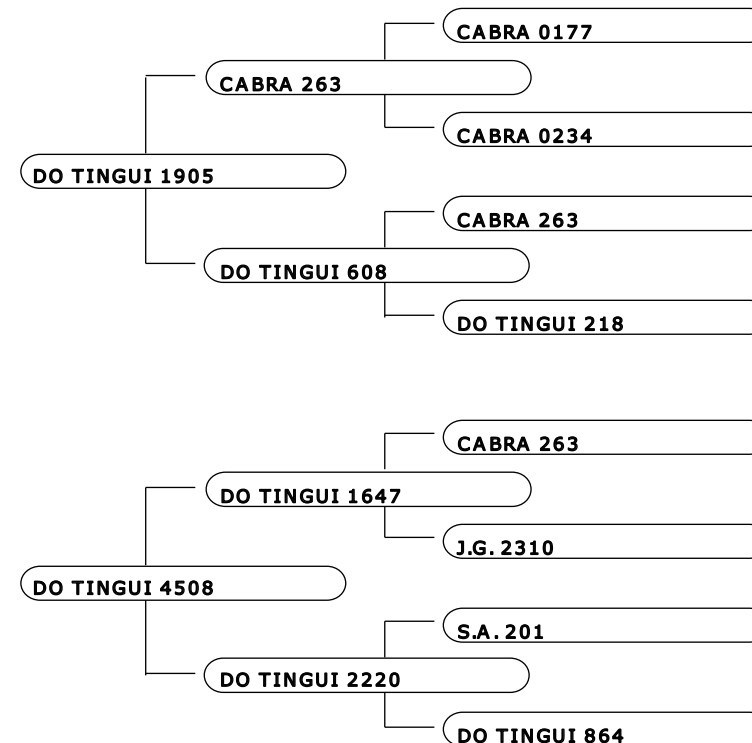 CABRA 0177
CABRA 263
CABRA 0234
DO TINGUI 1905
CABRA 263
DO TINGUI 608
DO TINGUI 218
CABRA 263
DO TINGUI 1647
J.G. 2310
DO TINGUI 4508
S.A. 201
DO TINGUI 2220
DO TINGUI 864